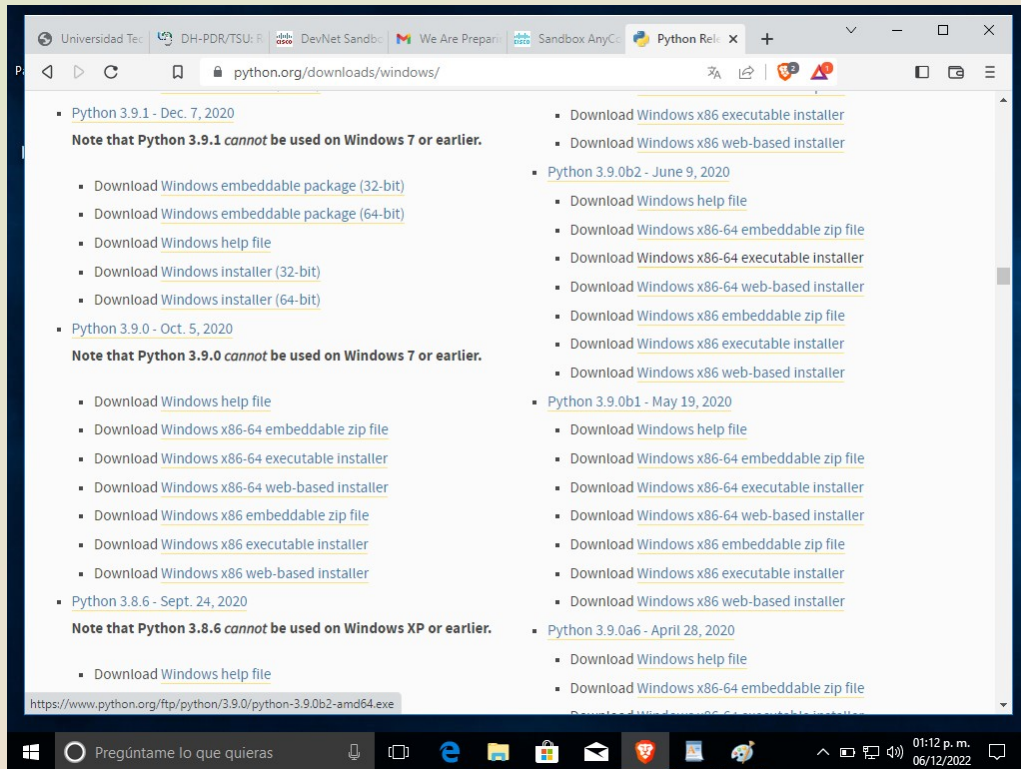 Universidad Tec
DH-PDR/TSU: R
DevNet Sandbo
We Are Preparin
Sandbox AnyCo
Python Rele
python.org/downloads/windows/
Python 3.9.1 - Dec. 7, 2020
Note that Python 3.9.1 cannot be used on Windows 7 or earlier.
Download Windows embeddable package (32-bit)
Download Windows embeddable package (64-bit)
Download Windows help file
Download Windows installer (32-bit)
Download Windows installer (64-bit)
Python 3.9.0 - Oct. 5, 2020
Note that Python 3.9.0 cannot be used on Windows 7 or earlier.
Download Windows help file
Download Windows x86-64 embeddable zip file
Download Windows x86-64 executable installer
Download Windows x86-64 web-based installer
Download Windows x86 embeddable zip file
Download Windows x86 executable installer
Download Windows x86 web-based installer
Python 3.8.6 - Sept. 24, 2020
Note that Python 3.8.6 cannot be used on Windows XP or earlier.
Download Windows help file
Download Windows x86 executable installer
Download Windows x86 web-based installer
Python 3.9.0b2 - June 9, 2020
Download Windows help file
Download Windows x86-64 embeddable zip file
Download Windows x86-64 executable installer
Download Windows x86-64 web-based installer
Download Windows x86 embeddable zip file
Download Windows x86 executable installer
Download Windows x86 web-based installer
Python 3.9.0b1 - May 19, 2020
Download Windows help file
Download Windows x86-64 embeddable zip file
Download Windows x86-64 executable installer
Download Windows x86-64 web-based installer
Download Windows x86 embeddable zip file
Download Windows x86 executable installer
Download Windows x86 web-based installer
Python 3.9.0a6 - April 28, 2020
Download Windows help file
Download Windows x86-64 embeddable zip file
https://www.python.org/ftp/python/3.9.0/python-3.9.0b2-amd64.exe
Pregúntame lo que quieras
01:12 p. m.
06/12/2022